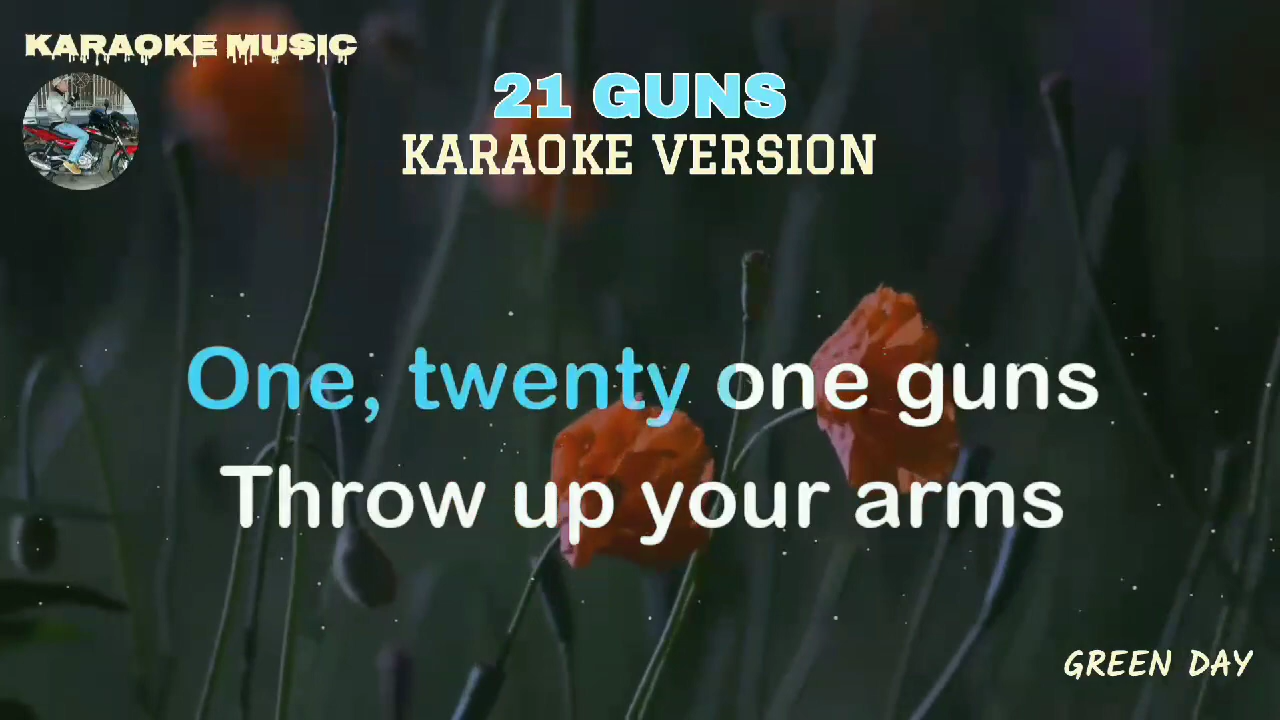 KARAOKE MUSIC
21 GUNS
KARAOKE VERSION
One, twenty one guns
Throw up your arms
GREEN DAY